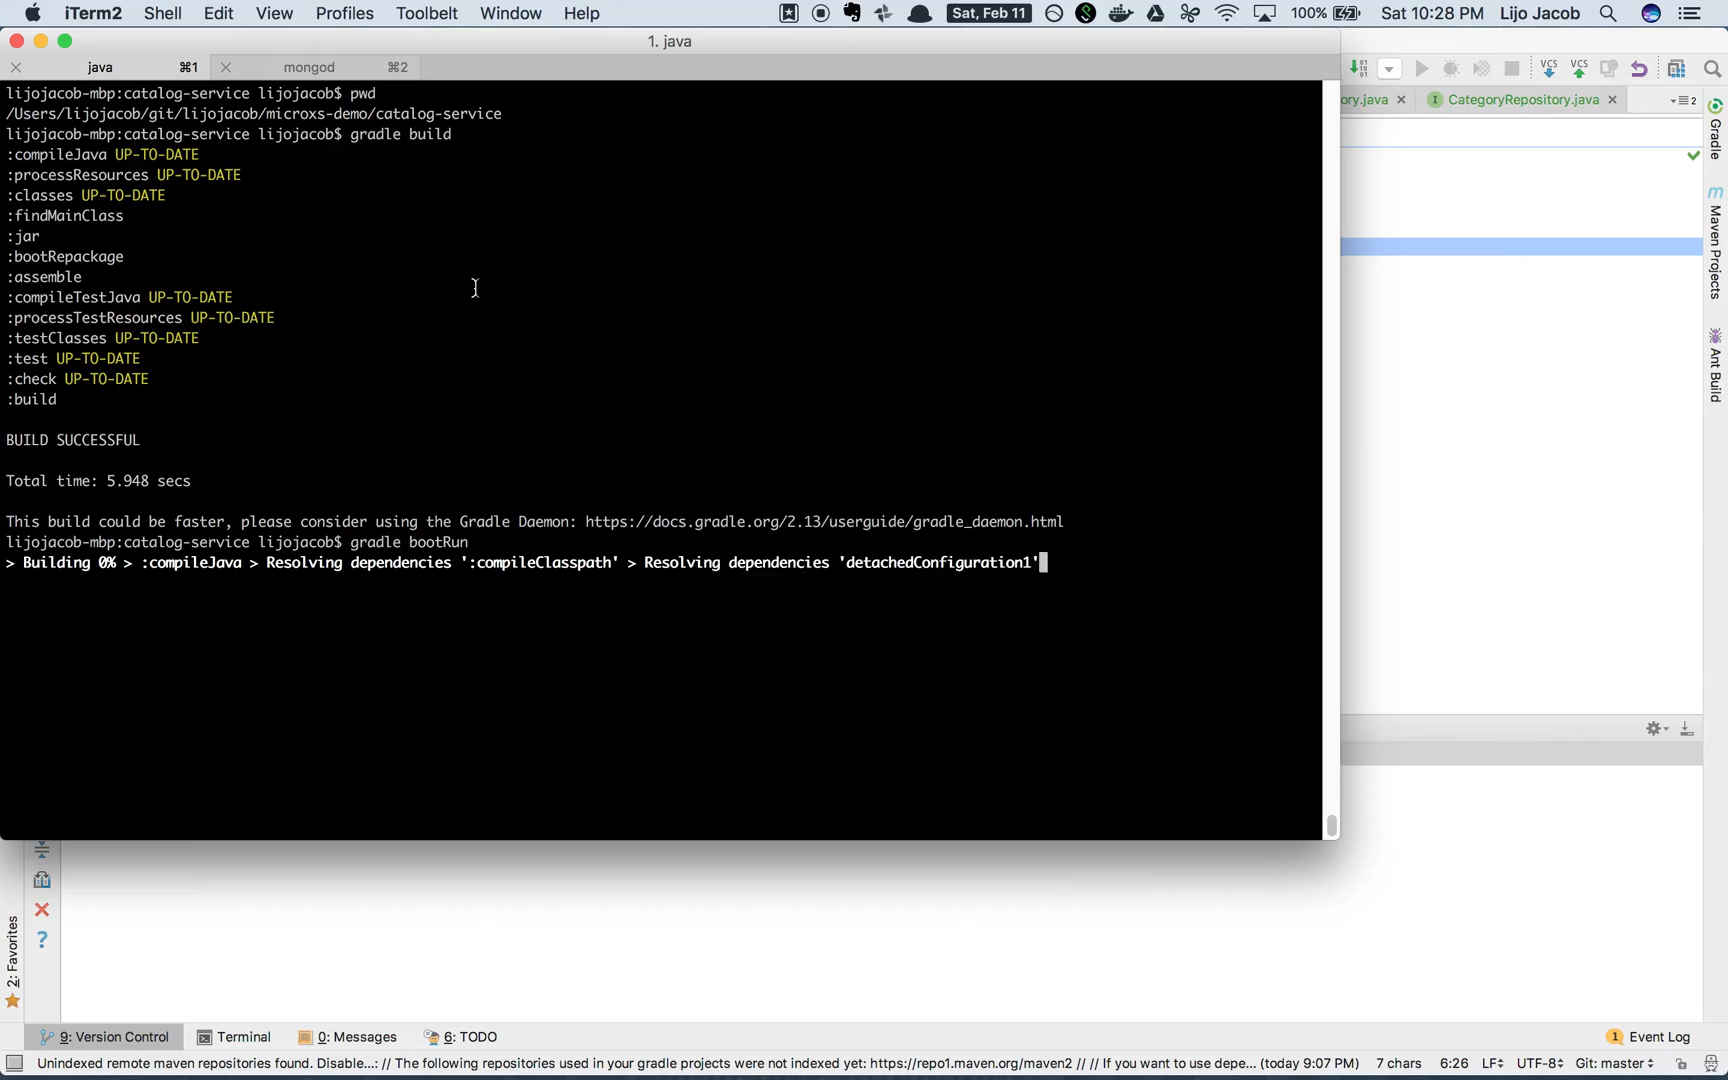 iTerm2 Shell Edit View Profiles Toolbelt Window Help Sat, Feb 11 100% Sat 10:28 PM Lijo Jacob
1. java
java ⌘1 mongod ⌘2
ory.java CategoryRepository.java 2
lijojacob-mbp:catalog-service lijojacob$ pwd
/Users/lijojacob/git/lijojacob/microxs-demo/catalog-service
lijojacob-mbp:catalog-service lijojacob$ gradle build
:compileJava UP-TO-DATE
:processResources UP-TO-DATE
:classes UP-TO-DATE
:findMainClass
:jar
:bootRepackage
:assemble
:compileTestJava UP-TO-DATE
:processTestResources UP-TO-DATE
:testClasses UP-TO-DATE
:test UP-TO-DATE
:check UP-TO-DATE
:build
BUILD SUCCESSFUL
Total time: 5.948 secs
This build could be faster, please consider using the Gradle Daemon: https://docs.gradle.org/2.13/userguide/gradle_daemon.html
lijojacob-mbp:catalog-service lijojacob$ gradle bootRun
> Building 0% > :compileJava > Resolving dependencies ':compileClasspath' > Resolving dependencies 'detachedConfiguration1'
VCS VCS
Gradle
m Maven Projects
Ant Build
2: Favorites
9: Version Control Terminal 0: Messages 6: TODO 1 Event Log
Unindexed remote maven repositories found. Disable...: // The following repositories used in your gradle projects were not indexed yet: https://repo1.maven.org/maven2 // // If you want to use depe... (today 9:07 PM) 7 chars 6:26 LF UTF-8 Git: master